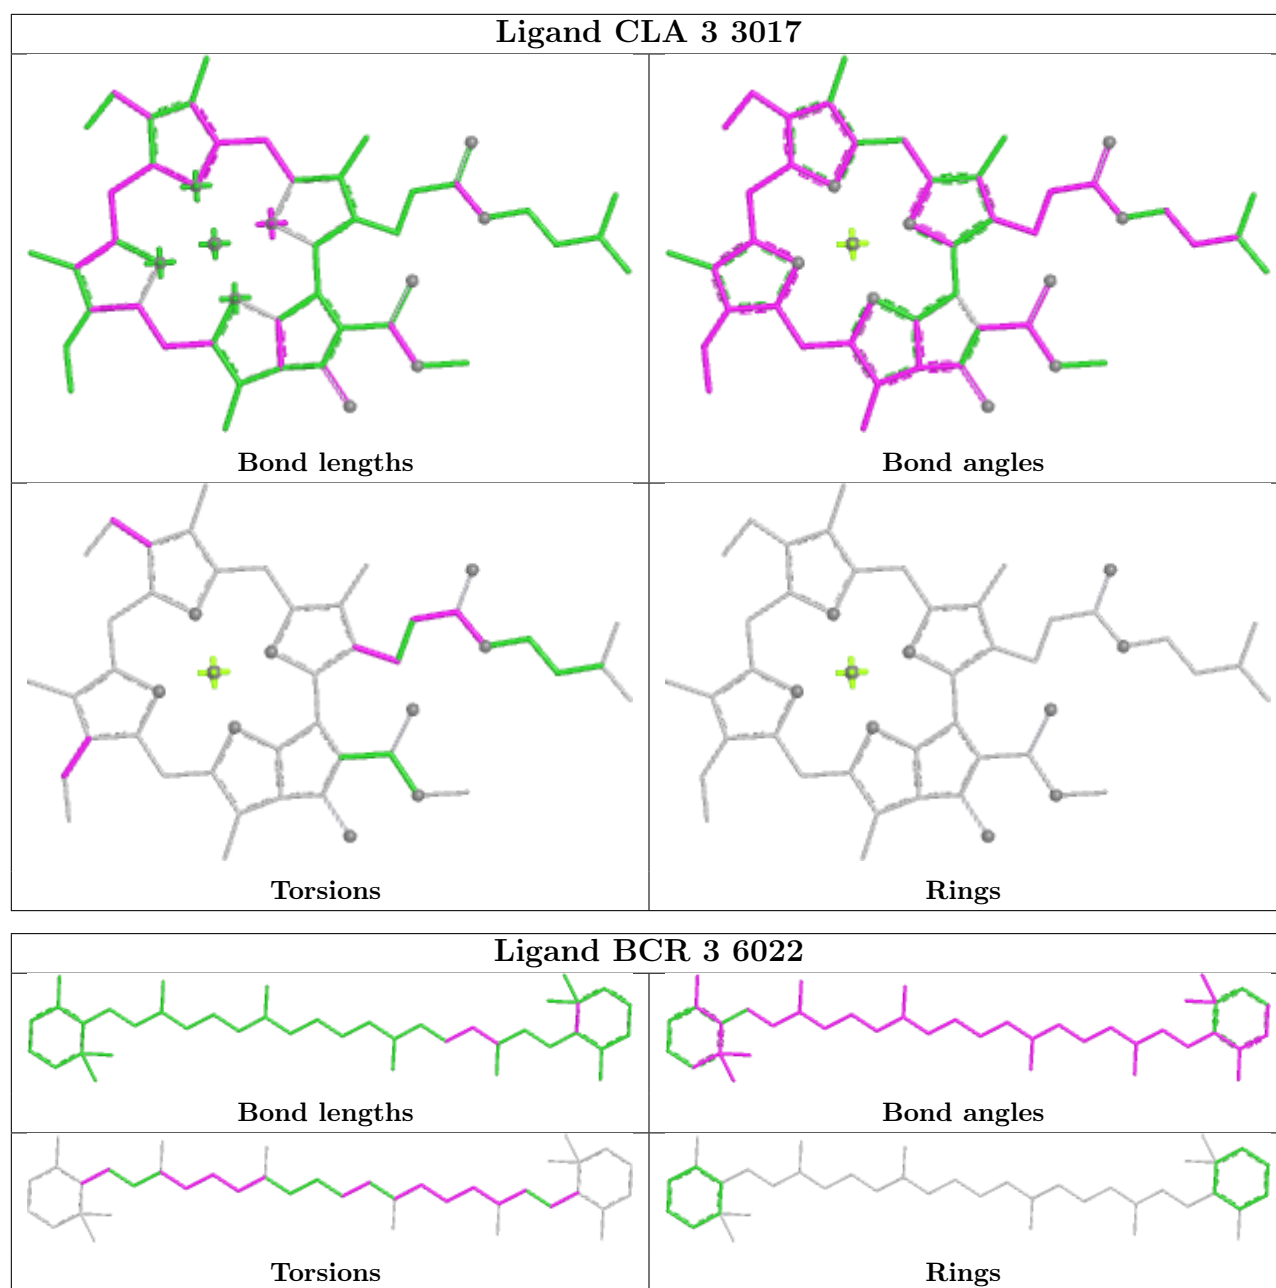 Ligand CLA 3 3017
Bond lengths
Bond angles
Torsions
Rings
Ligand BCR 3 6022
Bond lengths
Bond angles
Torsions
Rings